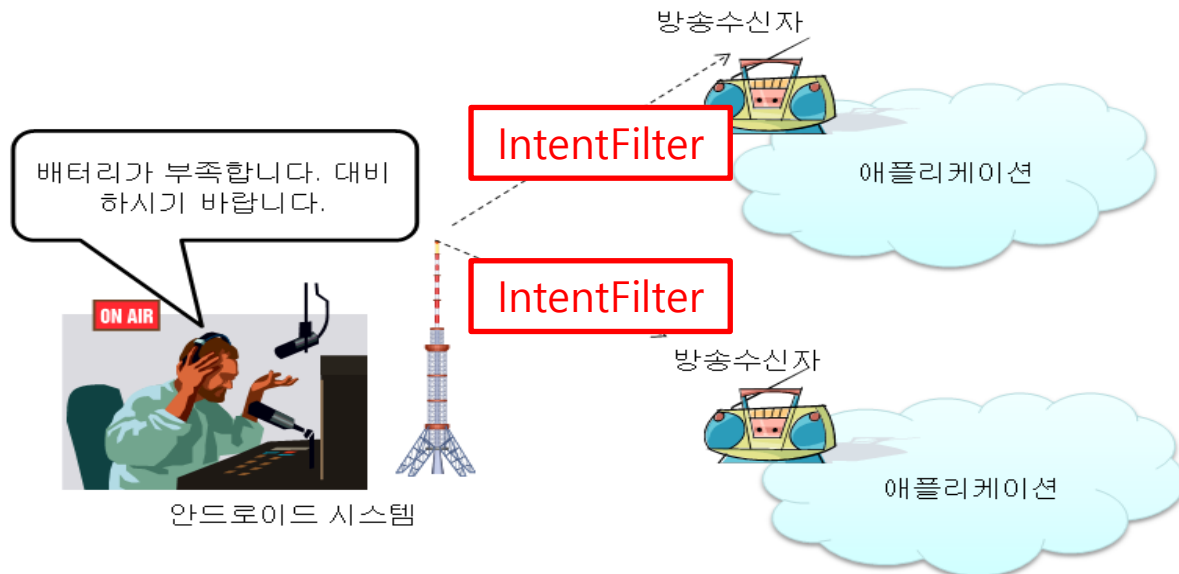 방송수신자
IntentFilter
애플리케이션
배터리가 부족합니다. 대비
하시기 바랍니다.
IntentFilter
ON AIR
방송수신자
애플리케이션
안드로이드 시스템